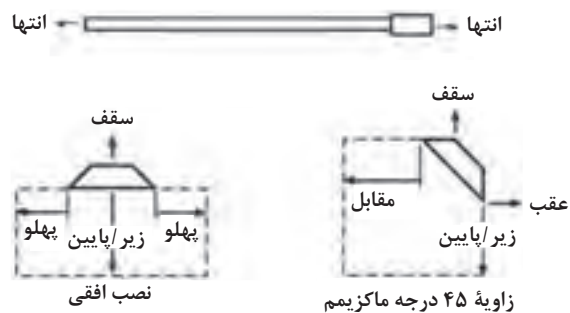 انتها
انتها
سقف
پهلو
زیر/پایین
پهلو
نصب افقی
سقف
مقابل
عقب
زیر/پایین
زاویهٔ ۴۵ درجه ماکزیمم